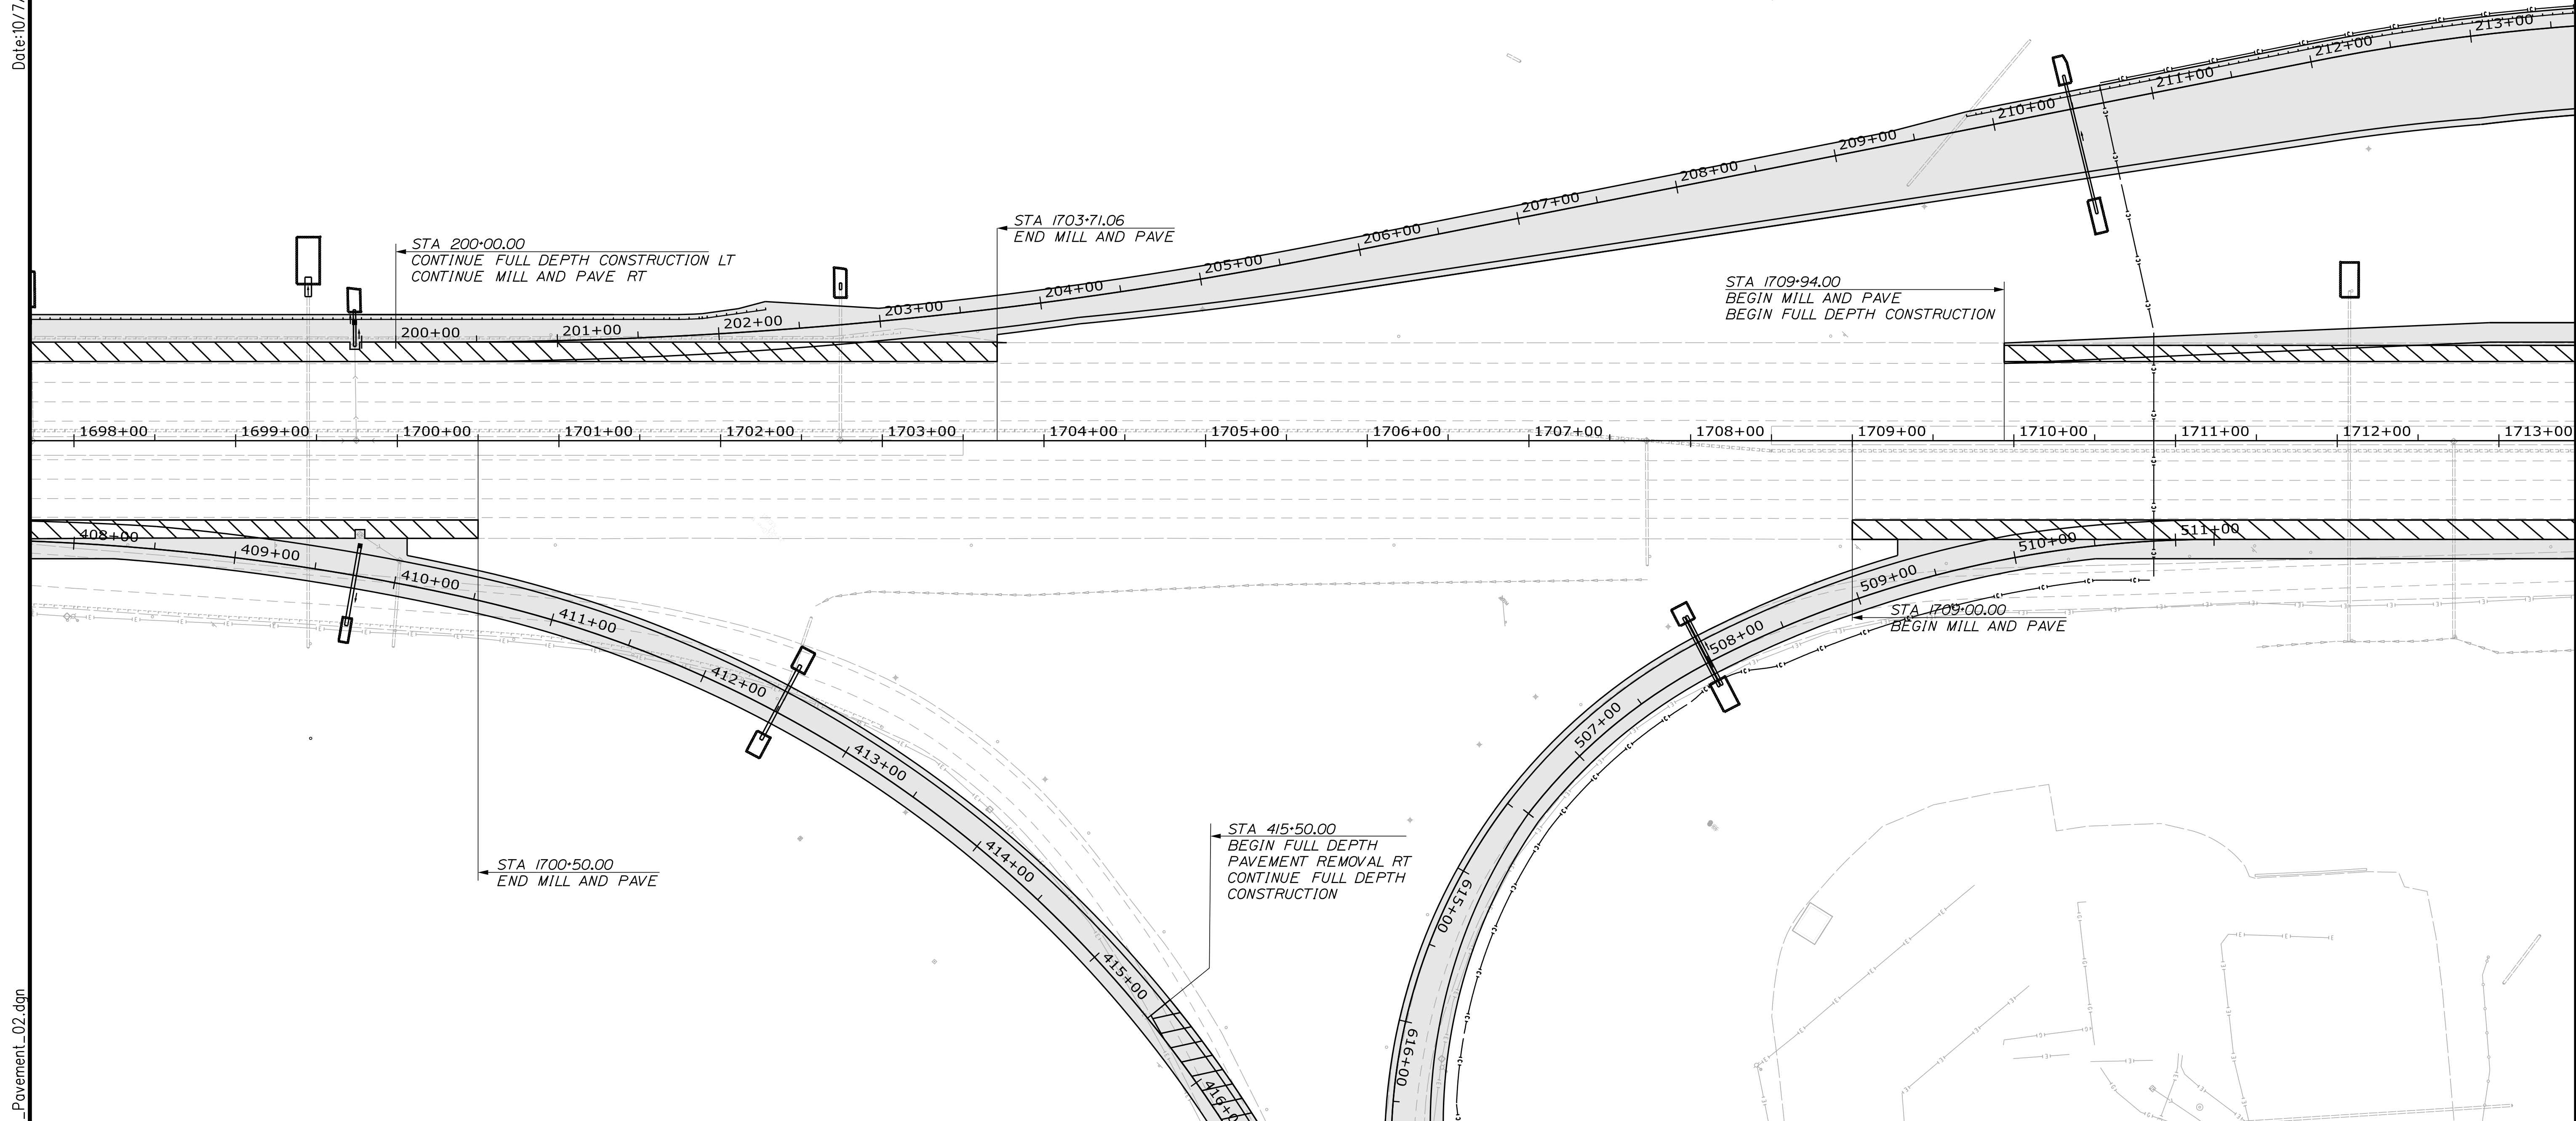 Date:10/7/
213+00
212+00
211+00
210+00
209+00
208+00
207+00
206+00
205+00
204+00
203+00
202+00
201+00
200+00
STA 1703+71.06
END MILL AND PAVE
STA 200+00.00
CONTINUE FULL DEPTH CONSTRUCTION LT
CONTINUE MILL AND PAVE RT
STA 1709+94.00
BEGIN MILL AND PAVE
BEGIN FULL DEPTH CONSTRUCTION
1698+00
1699+00
1700+00
1701+00
1702+00
1703+00
1704+00
1705+00
1706+00
1707+00
1708+00
1709+00
1710+00
1711+00
1712+00
1713+00
408+00
409+00
410+00
411+00
412+00
413+00
414+00
415+00
416+0
511+00
510+00
509+00
508+00
507+00
615+00
616+00
STA 1709+00.00
BEGIN MILL AND PAVE
STA 1700+50.00
END MILL AND PAVE
STA 415+50.00
BEGIN FULL DEPTH
PAVEMENT REMOVAL RT
CONTINUE FULL DEPTH
CONSTRUCTION
_Pavement_02.dgn